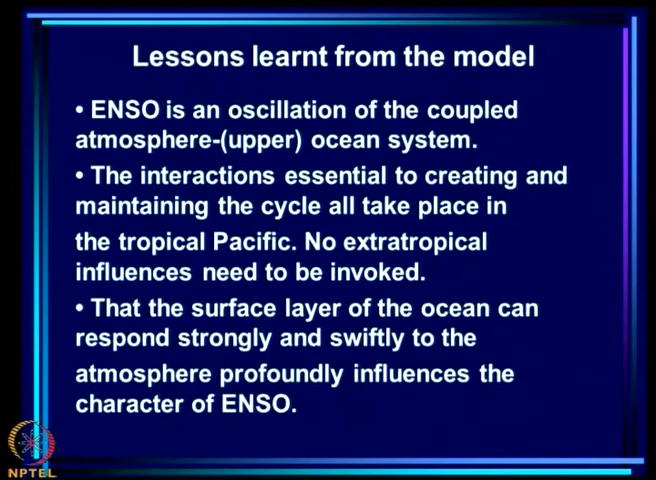 Lessons learnt from the model
• ENSO is an oscillation of the coupled
atmosphere-(upper) ocean system.
• The interactions essential to creating and
maintaining the cycle all take place in
the tropical Pacific. No extratropical
influences need to be invoked.
• That the surface layer of the ocean can
respond strongly and swiftly to the
atmosphere profoundly influences the
character of ENSO.
NPTEL